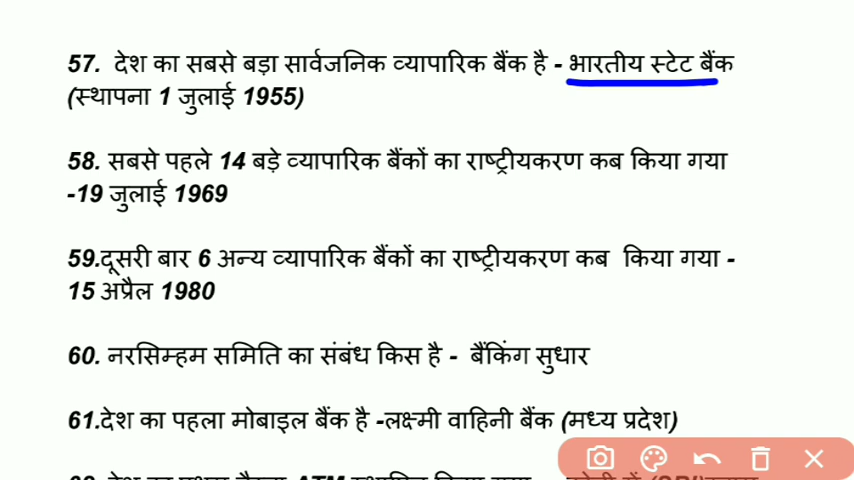 57. देश का सबसे बड़ा सार्वजनिक व्यापारिक बैंक है - भारतीय स्टेट बैंक
(स्थापना 1 जुलाई 1955)
58. सबसे पहले 14 बड़े व्यापारिक बैंकों का राष्ट्रीयकरण कब किया गया
-19 जुलाई 1969
59.दूसरी बार 6 अन्य व्यापारिक बैंकों का राष्ट्रीयकरण कब किया गया -
15 अप्रैल 1980
60. नरसिम्हम समिति का संबंध किस है - बैंकिंग सुधार
61.देश का पहला मोबाइल बैंक है -लक्ष्मी वाहिनी बैंक (मध्य प्रदेश)